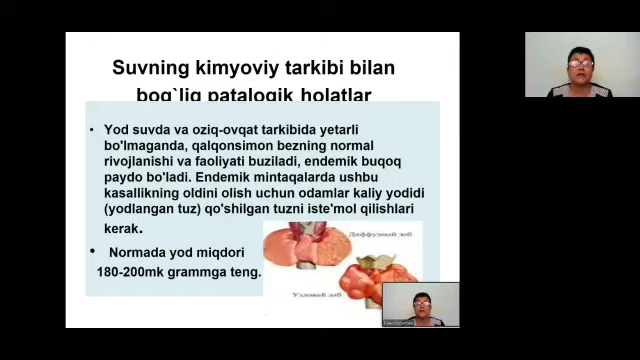 Suvning kimyoviy tarkibi bilan
bog`liq patalogik holatlar
• Yod suvda va oziq-ovqat tarkibida yetarli
bo'lmaganda, qalqonsimon bezning normal
rivojlanishi va faoliyati buziladi, endemik buqoq
paydo bo'ladi. Endemik mintaqalarda ushbu
kasallikning oldini olish uchun odamlar kaliy yodidi
(yodlangan tuz) qo'shilgan tuzni iste'mol qilishlari
kerak.
• Normada yod miqdori
180-200mk grammga teng.
Диффузный зоб
Узловой зоб